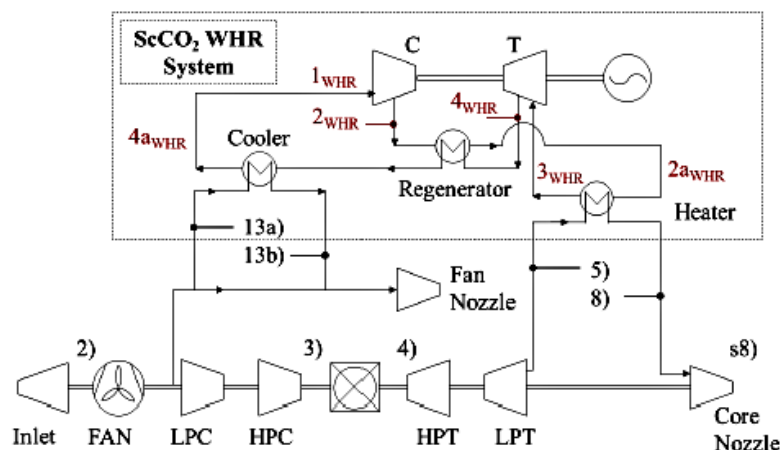 ScCO₂ WHR
System
C
T
1WHR
2WHR
4WHR
4aWHR
Cooler
Regenerator
3WHR
2aWHR
Heater
13a)
13b)
5)
8)
Fan
Nozzle
2)
3)
4)
s8)
Inlet
FAN
LPC
HPC
HPT
LPT
Core
Nozzle